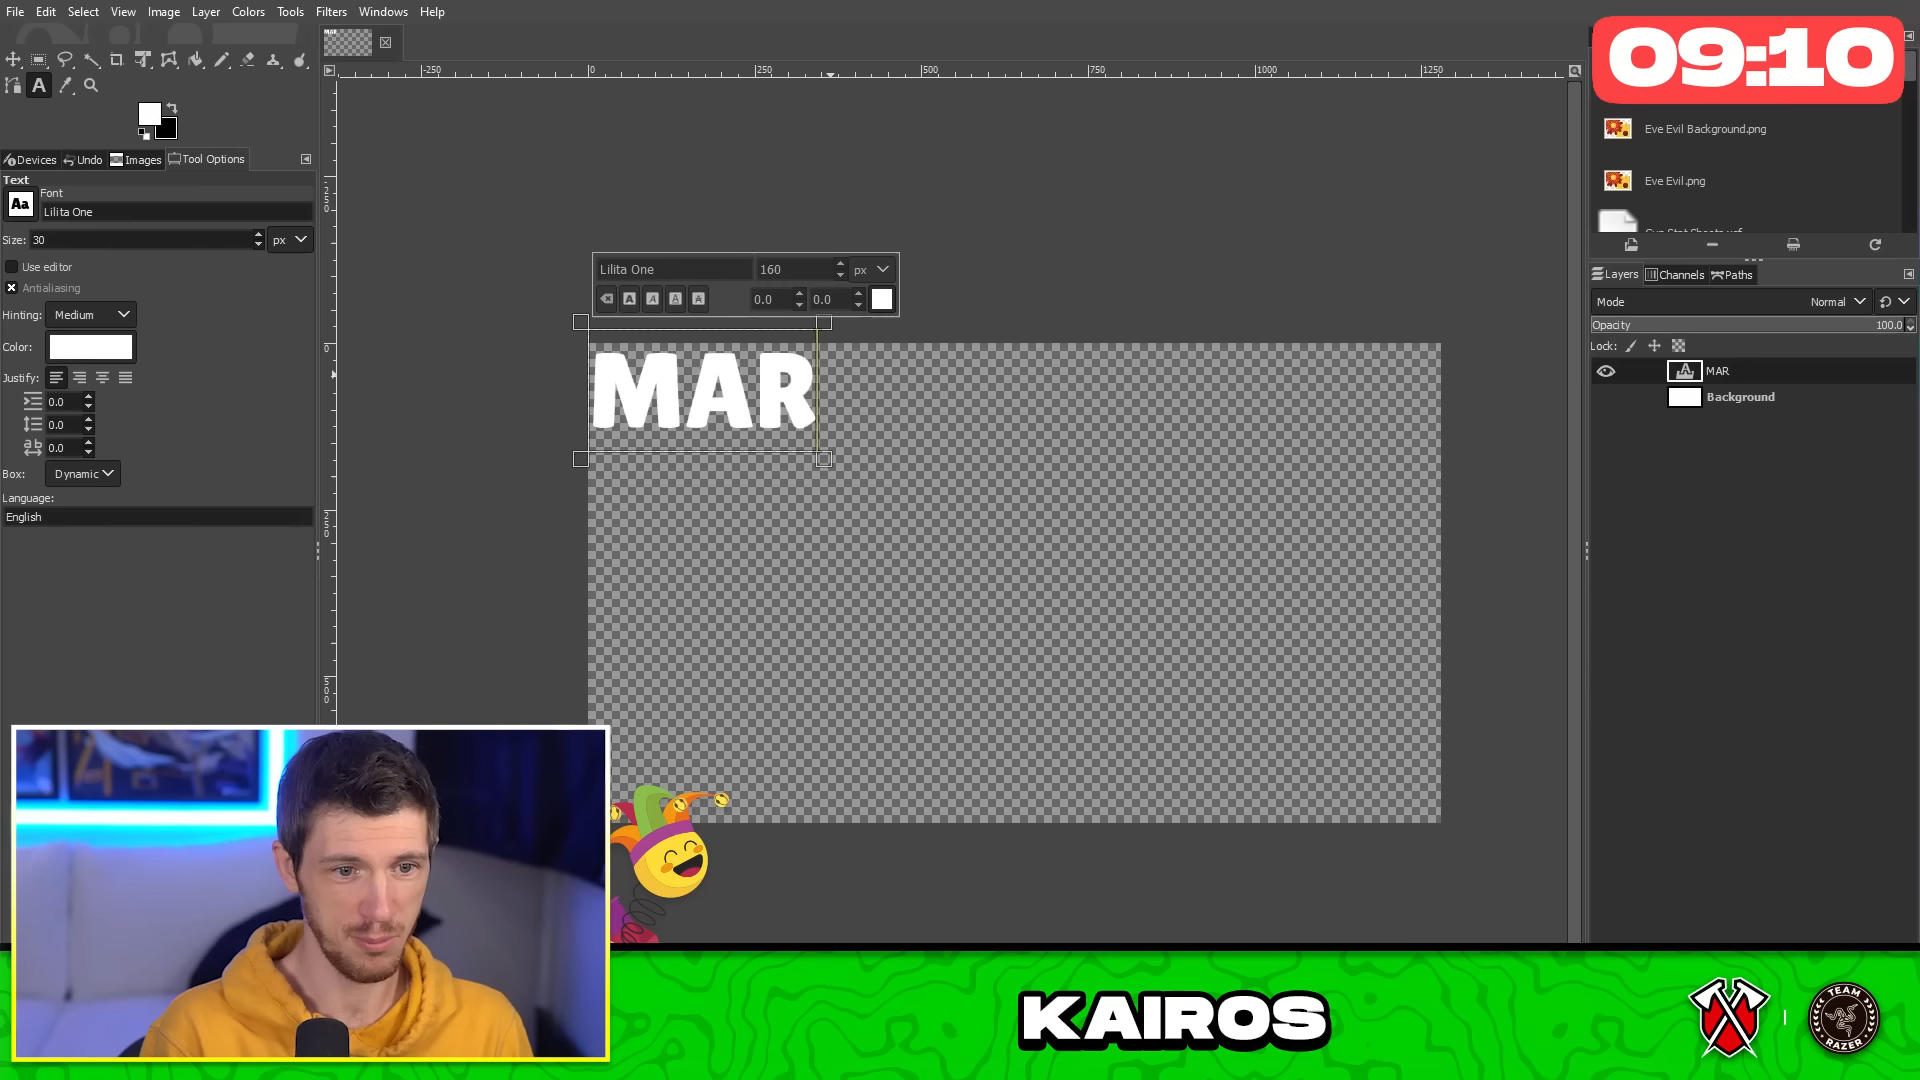 File Edit Select View Image Layer Colors Tools Filters Windows Help
09:10
-250 0 250 500 750 1000 1250
A
Devices Undo Images Tool Options
Eve Evil Background.png
Text
Font
Aa
Lilita One
Eve Evil.png
Size: 30 px
Use editor
Lilita One 160 px
Antialiasing
0.0 0.0
Layers Channels Paths
Hinting: Medium
Mode Normal
Opacity 100.0
Color:
Lock:
MAR
MAR
Justify:
Background
0.0
0.0
0.0
Box: Dynamic
Language:
English
KAIROS
TEAM
RAZER